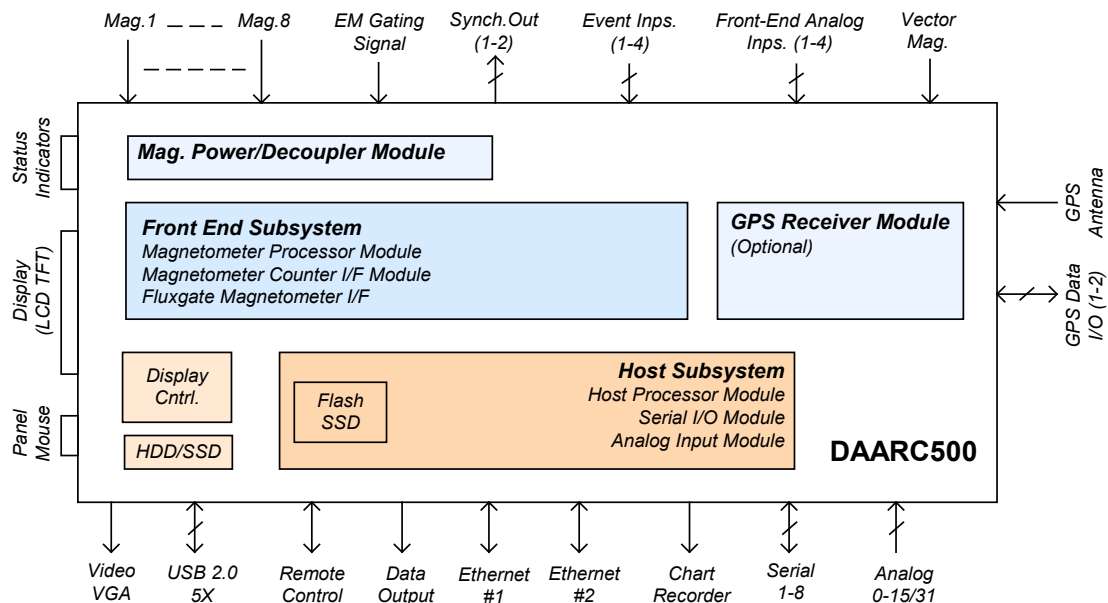 Mag.1
Mag.8
EM Gating
Signal
Synch.Out
(1-2)
Event Inps.
(1-4)
Front-End Analog
Inps. (1-4)
Vector
Mag.
Status
Indicators
Mag. Power/Decoupler Module
Front End Subsystem
Magnetometer Processor Module
Magnetometer Counter I/F Module
Fluxgate Magnetometer I/F
GPS Receiver Module
(Optional)
GPS
Antenna
Display
(LCD TFT)
GPS Data
I/O (1-2)
Display
Cntrl.
HDD/SSD
Flash
SSD
Host Subsystem
Host Processor Module
Serial I/O Module
Analog Input Module
Panel
Mouse
DAARC500
Video
VGA
USB 2.0
5X
Remote
Control
Data
Output
Ethernet
#1
Ethernet
#2
Chart
Recorder
Serial
1-8
Analog
0-15/31